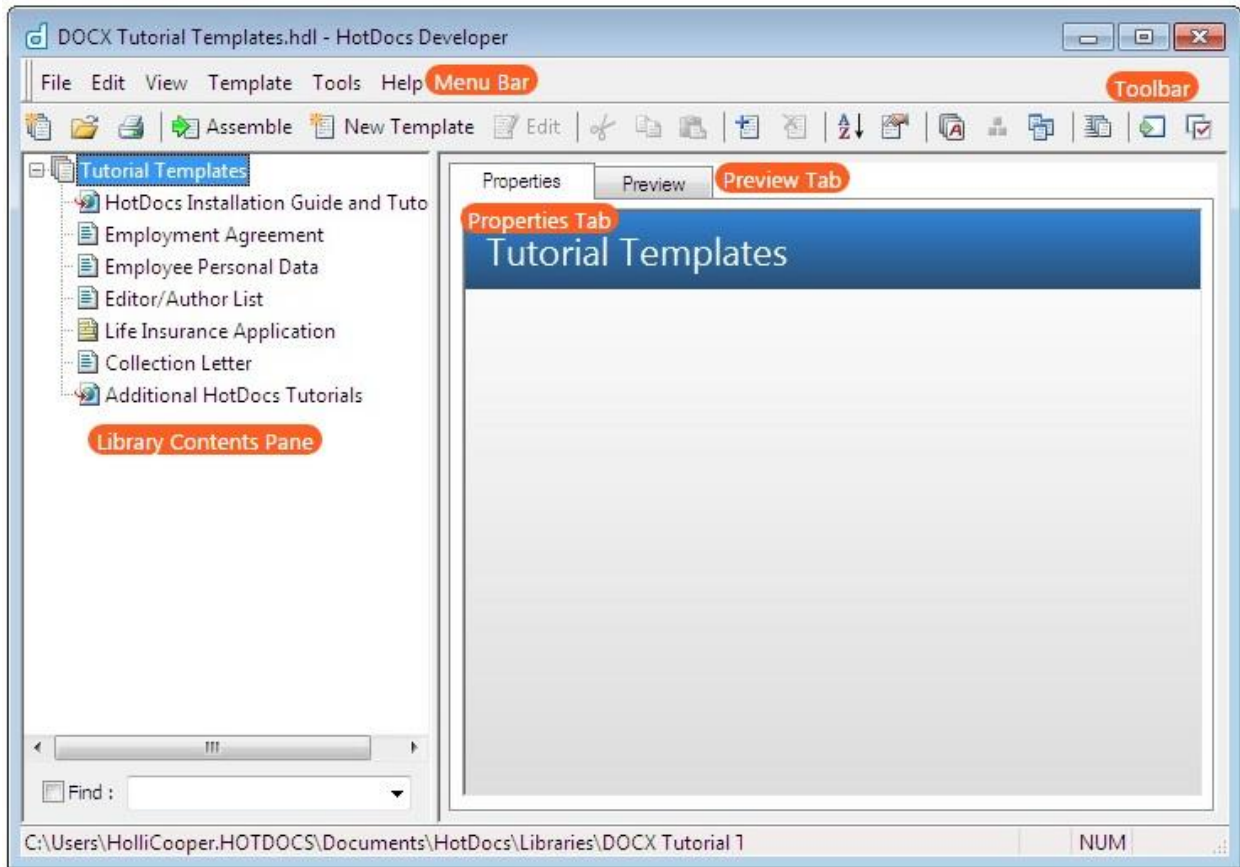 DOCX Tutorial Templates.hdl - HotDocs Developer
File Edit View Template Tools Help Menu Bar
Toolbar
Assemble New Template Edit
Tutorial Templates
HotDocs Installation Guide and Tuto
Employment Agreement
Employee Personal Data
Editor/Author List
Life Insurance Application
Collection Letter
Additional HotDocs Tutorials
Library Contents Pane
Find :
Properties Preview Preview Tab
Properties Tab
Tutorial Templates
C:\Users\HolliCooper.HOTDOCS\Documents\HotDocs\Libraries\DOCX Tutorial T
NUM